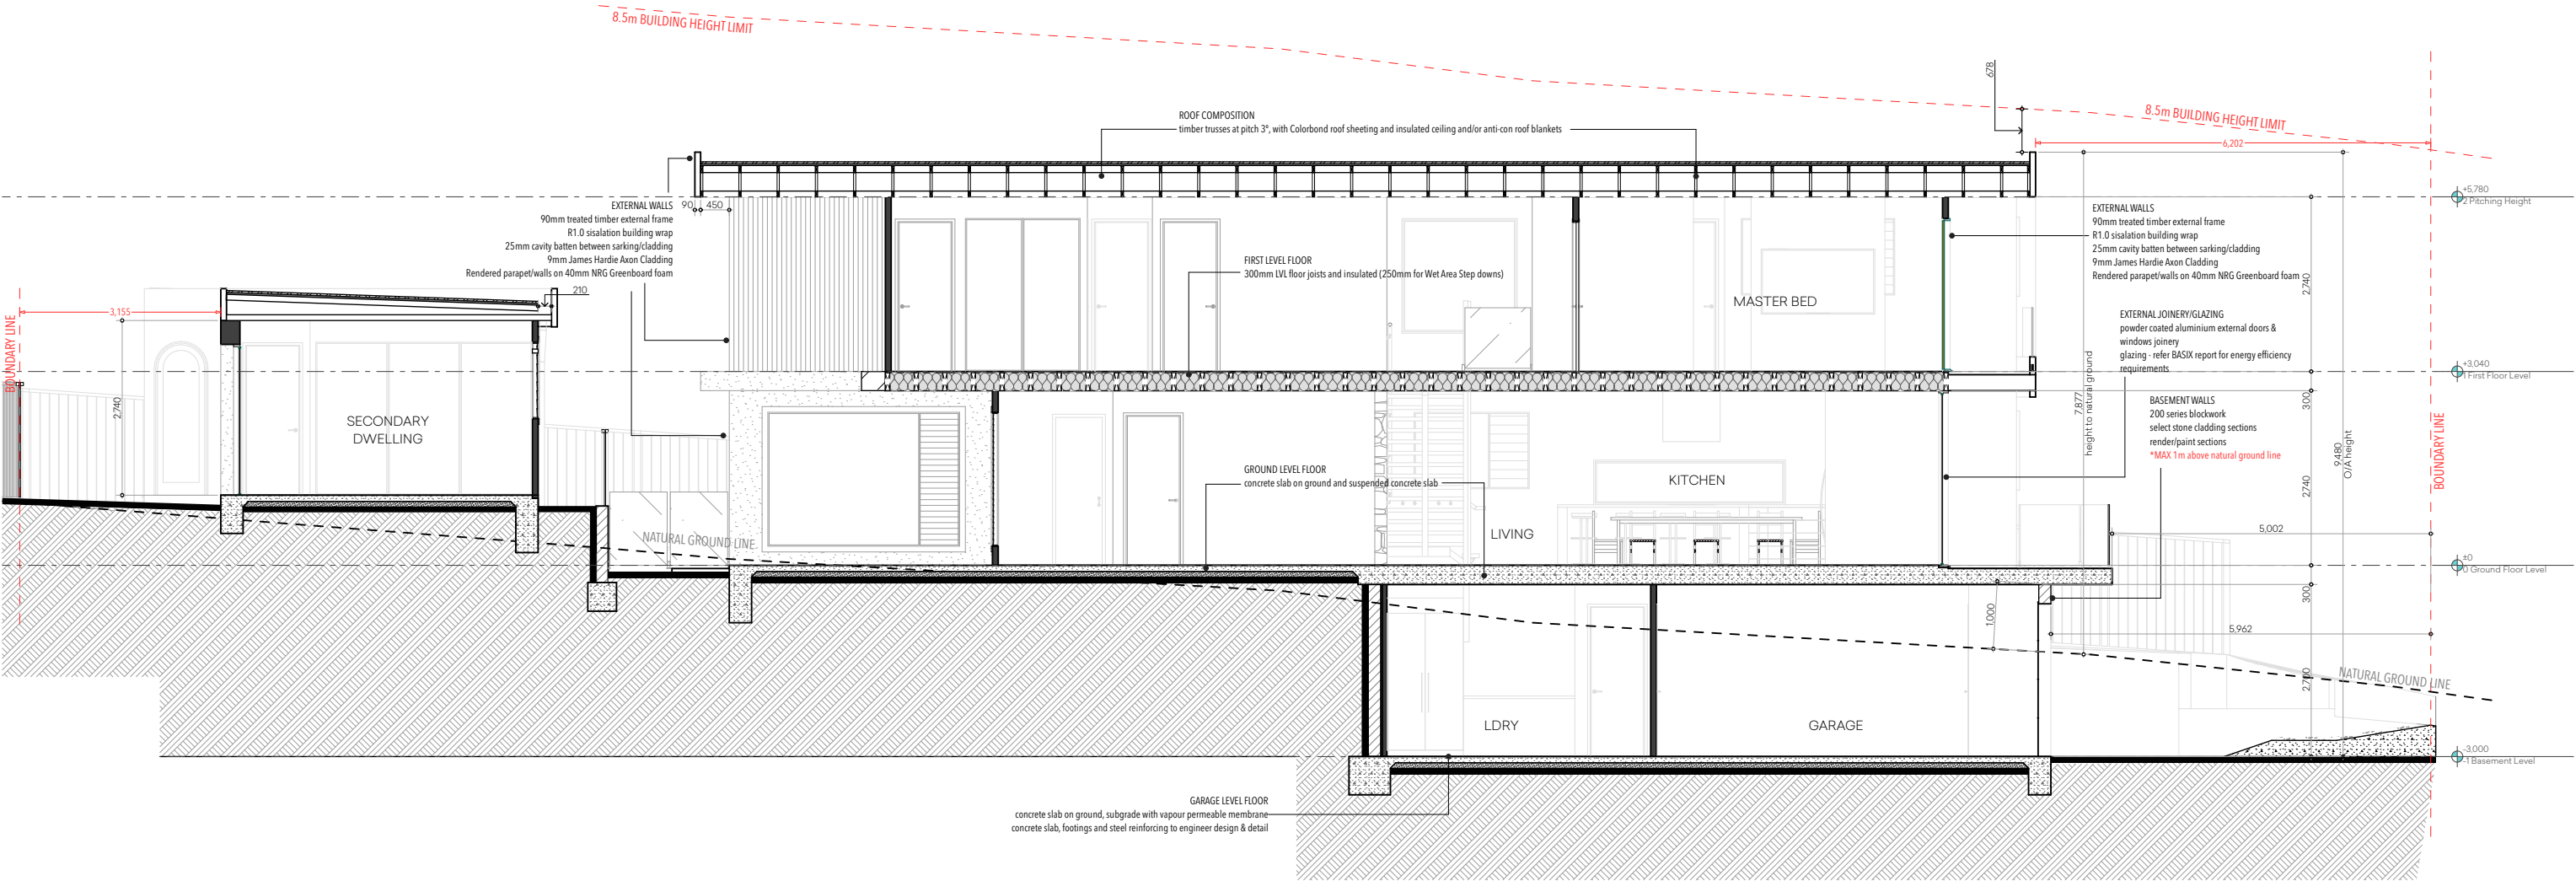 8.5m BUILDING HEIGHT LIMIT
678
8.5m BUILDING HEIGHT LIMIT
6,202
ROOF COMPOSITION
timber trusses at pitch 3°, with Colorbond roof sheeting and insulated ceiling and/or anti-con roof blankets
+5,780
2 Pitching Height
EXTERNAL WALLS
90mm treated timber external frame
R1.0 sisalation building wrap
25mm cavity batten between sarking/cladding
9mm James Hardie Axon Cladding
Rendered parapet/walls on 40mm NRG Greenboard foam
90
450
EXTERNAL WALLS
90mm treated timber external frame
R1.0 sisalation building wrap
25mm cavity batten between sarking/cladding
9mm James Hardie Axon Cladding
Rendered parapet/walls on 40mm NRG Greenboard foam
2,740
FIRST LEVEL FLOOR
300mm LVL floor joists and insulated (250mm for Wet Area Step downs)
MASTER BED
210
3,155
BOUNDARY LINE
EXTERNAL JOINERY/GLAZING
powder coated aluminium external doors &
windows joinery
glazing - refer BASIX report for energy efficiency
requirements
+3,040
1 First Floor Level
2,740
SECONDARY
DWELLING
7,877
height to natural ground
300
BASEMENT WALLS
200 series blockwork
select stone cladding sections
render/paint sections
*MAX 1m above natural ground line
9,480
O/A height
BOUNDARY LINE
GROUND LEVEL FLOOR
concrete slab on ground and suspended concrete slab
KITCHEN
2,740
LIVING
NATURAL GROUND LINE
5,002
±0
0 Ground Floor Level
300
1,000
5,962
NATURAL GROUND LINE
2,700
LDRY
GARAGE
-3,000
-1 Basement Level
GARAGE LEVEL FLOOR
concrete slab on ground, subgrade with vapour permeable membrane
concrete slab, footings and steel reinforcing to engineer design & detail